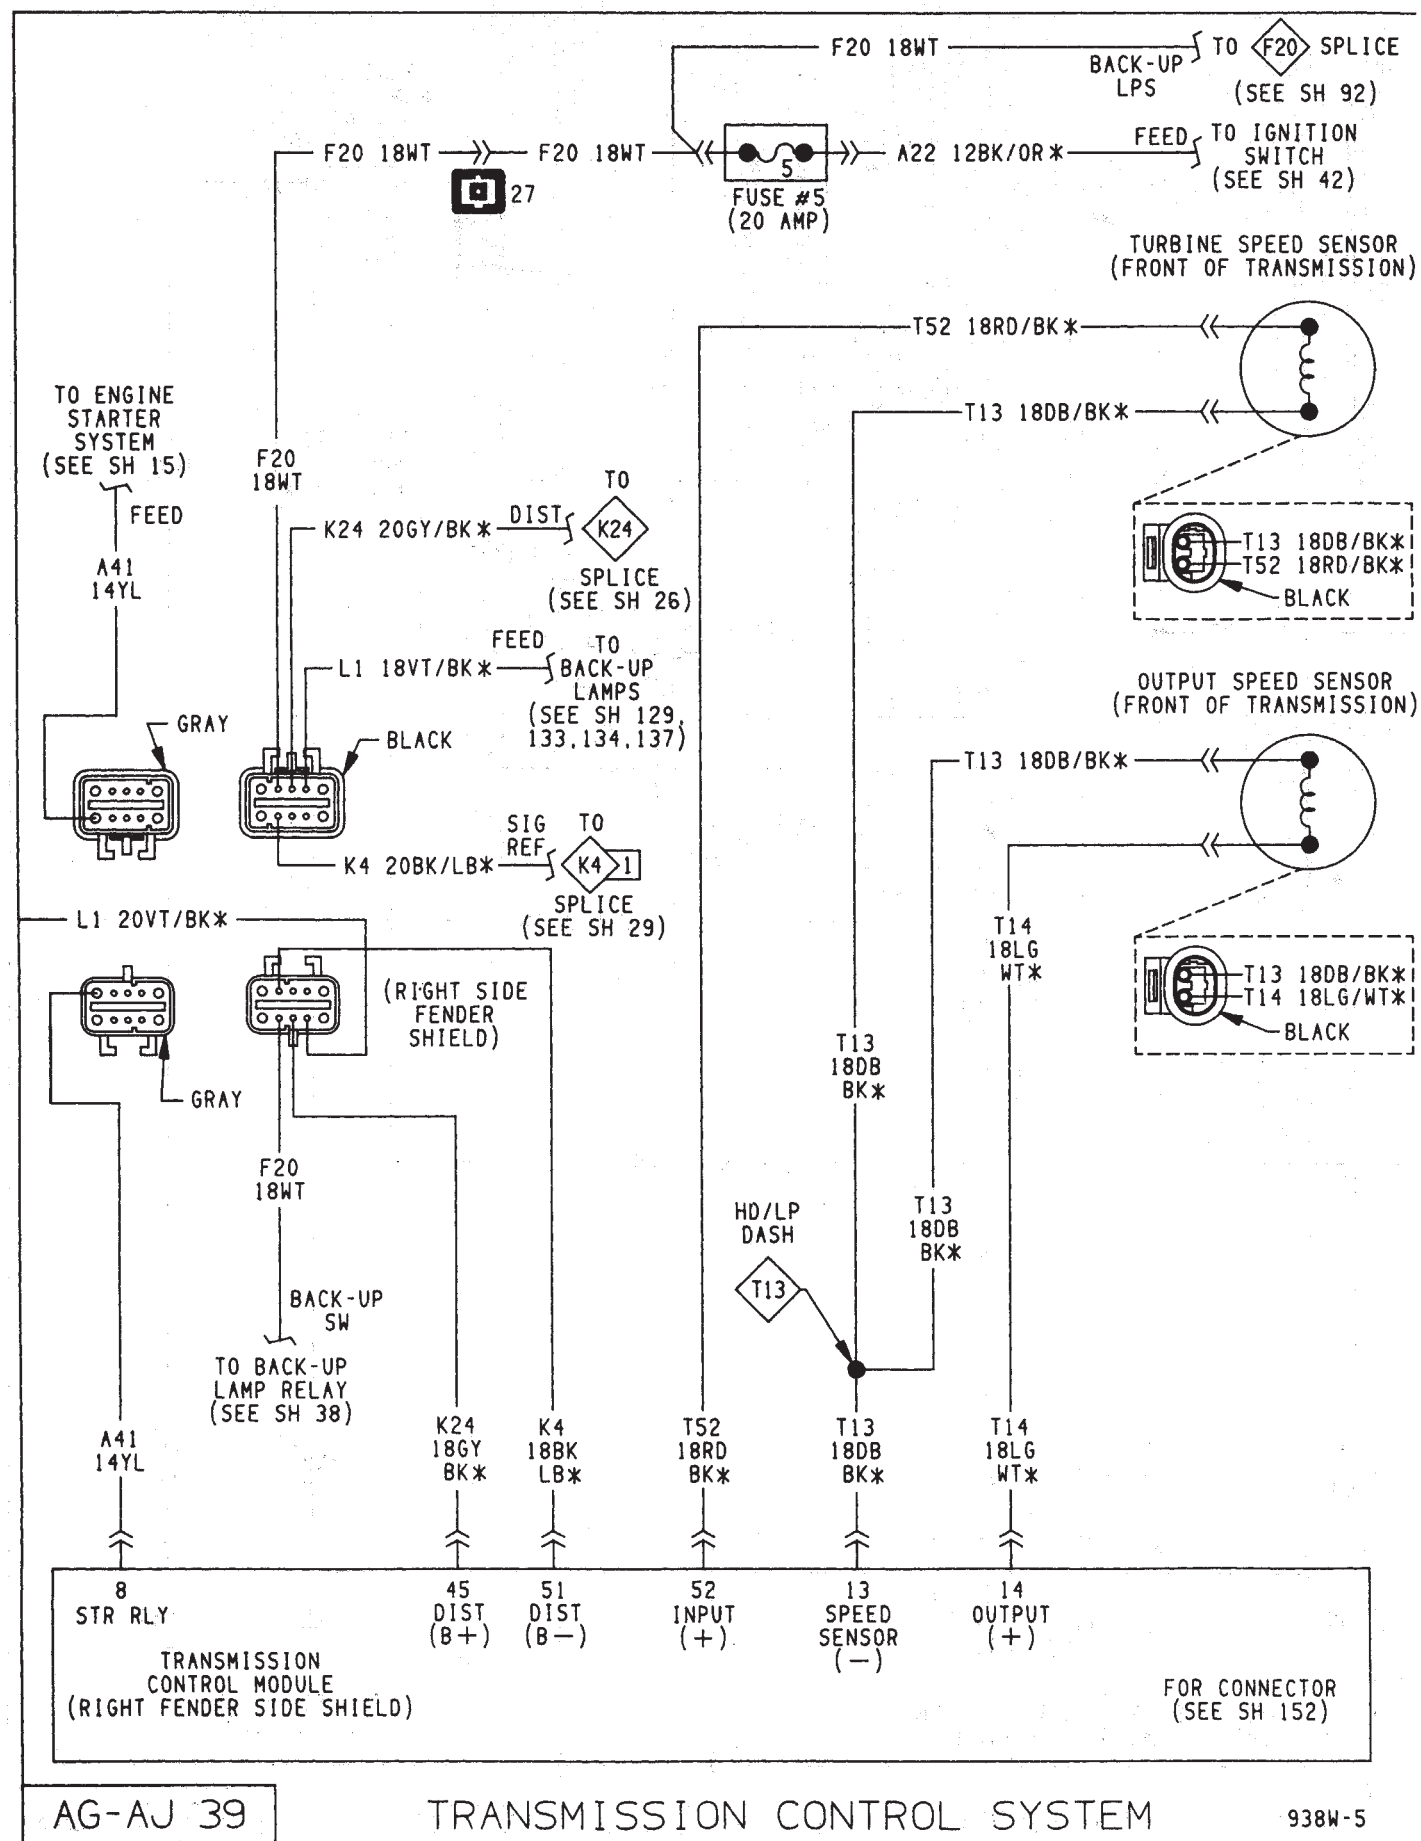 F20 18WT
BACK-UP
LPS
TO F20 SPLICE
(SEE SH 92)
F20 18WT
F20 18WT
27
5
FUSE #5
(20 AMP)
A22 12BK/OR*
FEED
TO IGNITION
SWITCH
(SEE SH 42)
TURBINE SPEED SENSOR
(FRONT OF TRANSMISSION)
T52 18RD/BK*
T13 18DB/BK*
TO ENGINE
STARTER
SYSTEM
(SEE SH 15)
FEED
A41
14YL
F20
18WT
K24 20GY/BK*
DIST
TO
K24
SPLICE
(SEE SH 26)
T13 18DB/BK*
T52 18RD/BK*
BLACK
L1 18VT/BK*
FEED
TO
BACK-UP
LAMPS
(SEE SH 129,
133,134,137)
GRAY
BLACK
OUTPUT SPEED SENSOR
(FRONT OF TRANSMISSION)
T13 18DB/BK*
K4 20BK/LB*
SIG
REF
TO
K4 1
SPLICE
(SEE SH 29)
L1 20VT/BK*
T14
18LG
WT*
(RIGHT SIDE
FENDER
SHIELD)
T13 18DB/BK*
T14 18LG/WT*
BLACK
GRAY
T13
18DB
BK*
F20
18WT
HD/LP
DASH
T13
T13
18DB
BK*
BACK-UP
SW
TO BACK-UP
LAMP RELAY
(SEE SH 38)
A41
14YL
K24
18GY
BK*
K4
18BK
LB*
T52
18RD
BK*
T13
18DB
BK*
T14
18LG
WT*
8
STR RLY
45
DIST
(B+)
51
DIST
(B-)
52
INPUT
(+)
13
SPEED
SENSOR
(-)
14
OUTPUT
(+)
TRANSMISSION
CONTROL MODULE
(RIGHT FENDER SIDE SHIELD)
FOR CONNECTOR
(SEE SH 152)
AG-AJ 39
TRANSMISSION CONTROL SYSTEM
938W-5